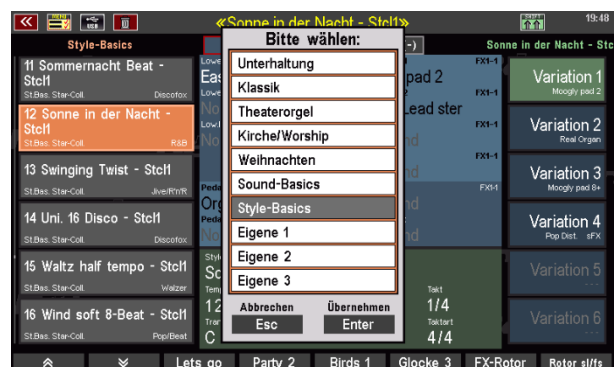 «Sonne in der Nacht - Stcl1»
19:48
Style-Basics
-)
Sonne in der Nacht - Stc
Bitte wählen:
Unterhaltung
Klassik
Theaterorgel
Kirche/Worship
Weihnachten
Sound-Basics
Style-Basics
Eigene 1
Eigene 2
Eigene 3
Abbrechen
Übernehmen
Esc
Enter
11 Sommernacht Beat -
Stcl1
St.Bas. Star-Coll.
Discofox
12 Sonne in der Nacht -
Stcl1
St.Bas. Star-Coll.
R&B
13 Swinging Twist - Stcl1
St.Bas. Star-Coll.
Jive/R'n'R
14 Uni. 16 Disco - Stcl1
St.Bas. Star-Coll.
Discofox
15 Waltz half tempo - Stcl1
St.Bas. Star-Coll.
Walzer
16 Wind soft 8-Beat - Stcl1
St.Bas. Star-Coll.
Pop/Beat
FX1-1
pad 2
FX1-1
Lead ster
FX1-1
FX1-1
FX1-1
Takt
1/4
Taktart
C
4/4
Variation 1
Moogly pad 2
Variation 2
Real Organ
Variation 3
Moogly pad 8+
Variation 4
Pop Dist. sFX
Variation 5
---
Variation 6
---
Lets go
Party 2
Birds 1
Glocke 3
FX-Rotor
Rotor sl/fs